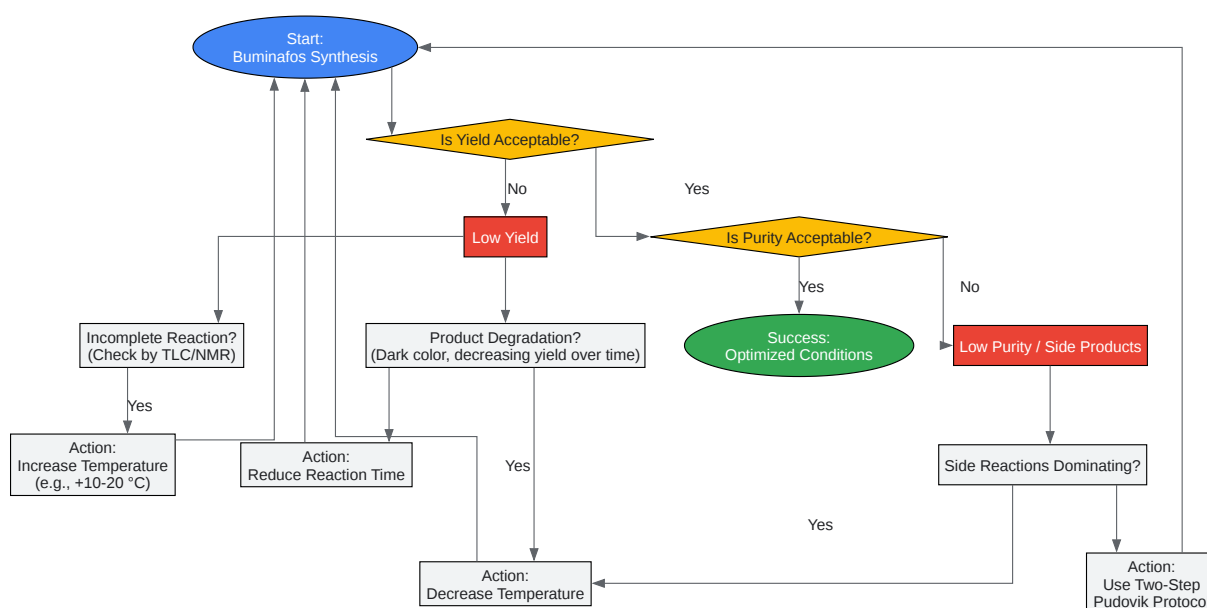 Start:
Buminafos Synthesis
Is Yield Acceptable?
No
Yes
Low Yield
Is Purity Acceptable?
Yes
No
Incomplete Reaction?
(Check by TLC/NMR)
Product Degradation?
(Dark color, decreasing yield over time)
Success:
Optimized Conditions
Low Purity / Side Products
Yes
Action:
Increase Temperature
(e.g., +10-20 °C)
Action:
Reduce Reaction Time
Yes
Side Reactions Dominating?
Yes
Action:
Decrease Temperature
Action:
Use Two-Step
Pudovik Protoco